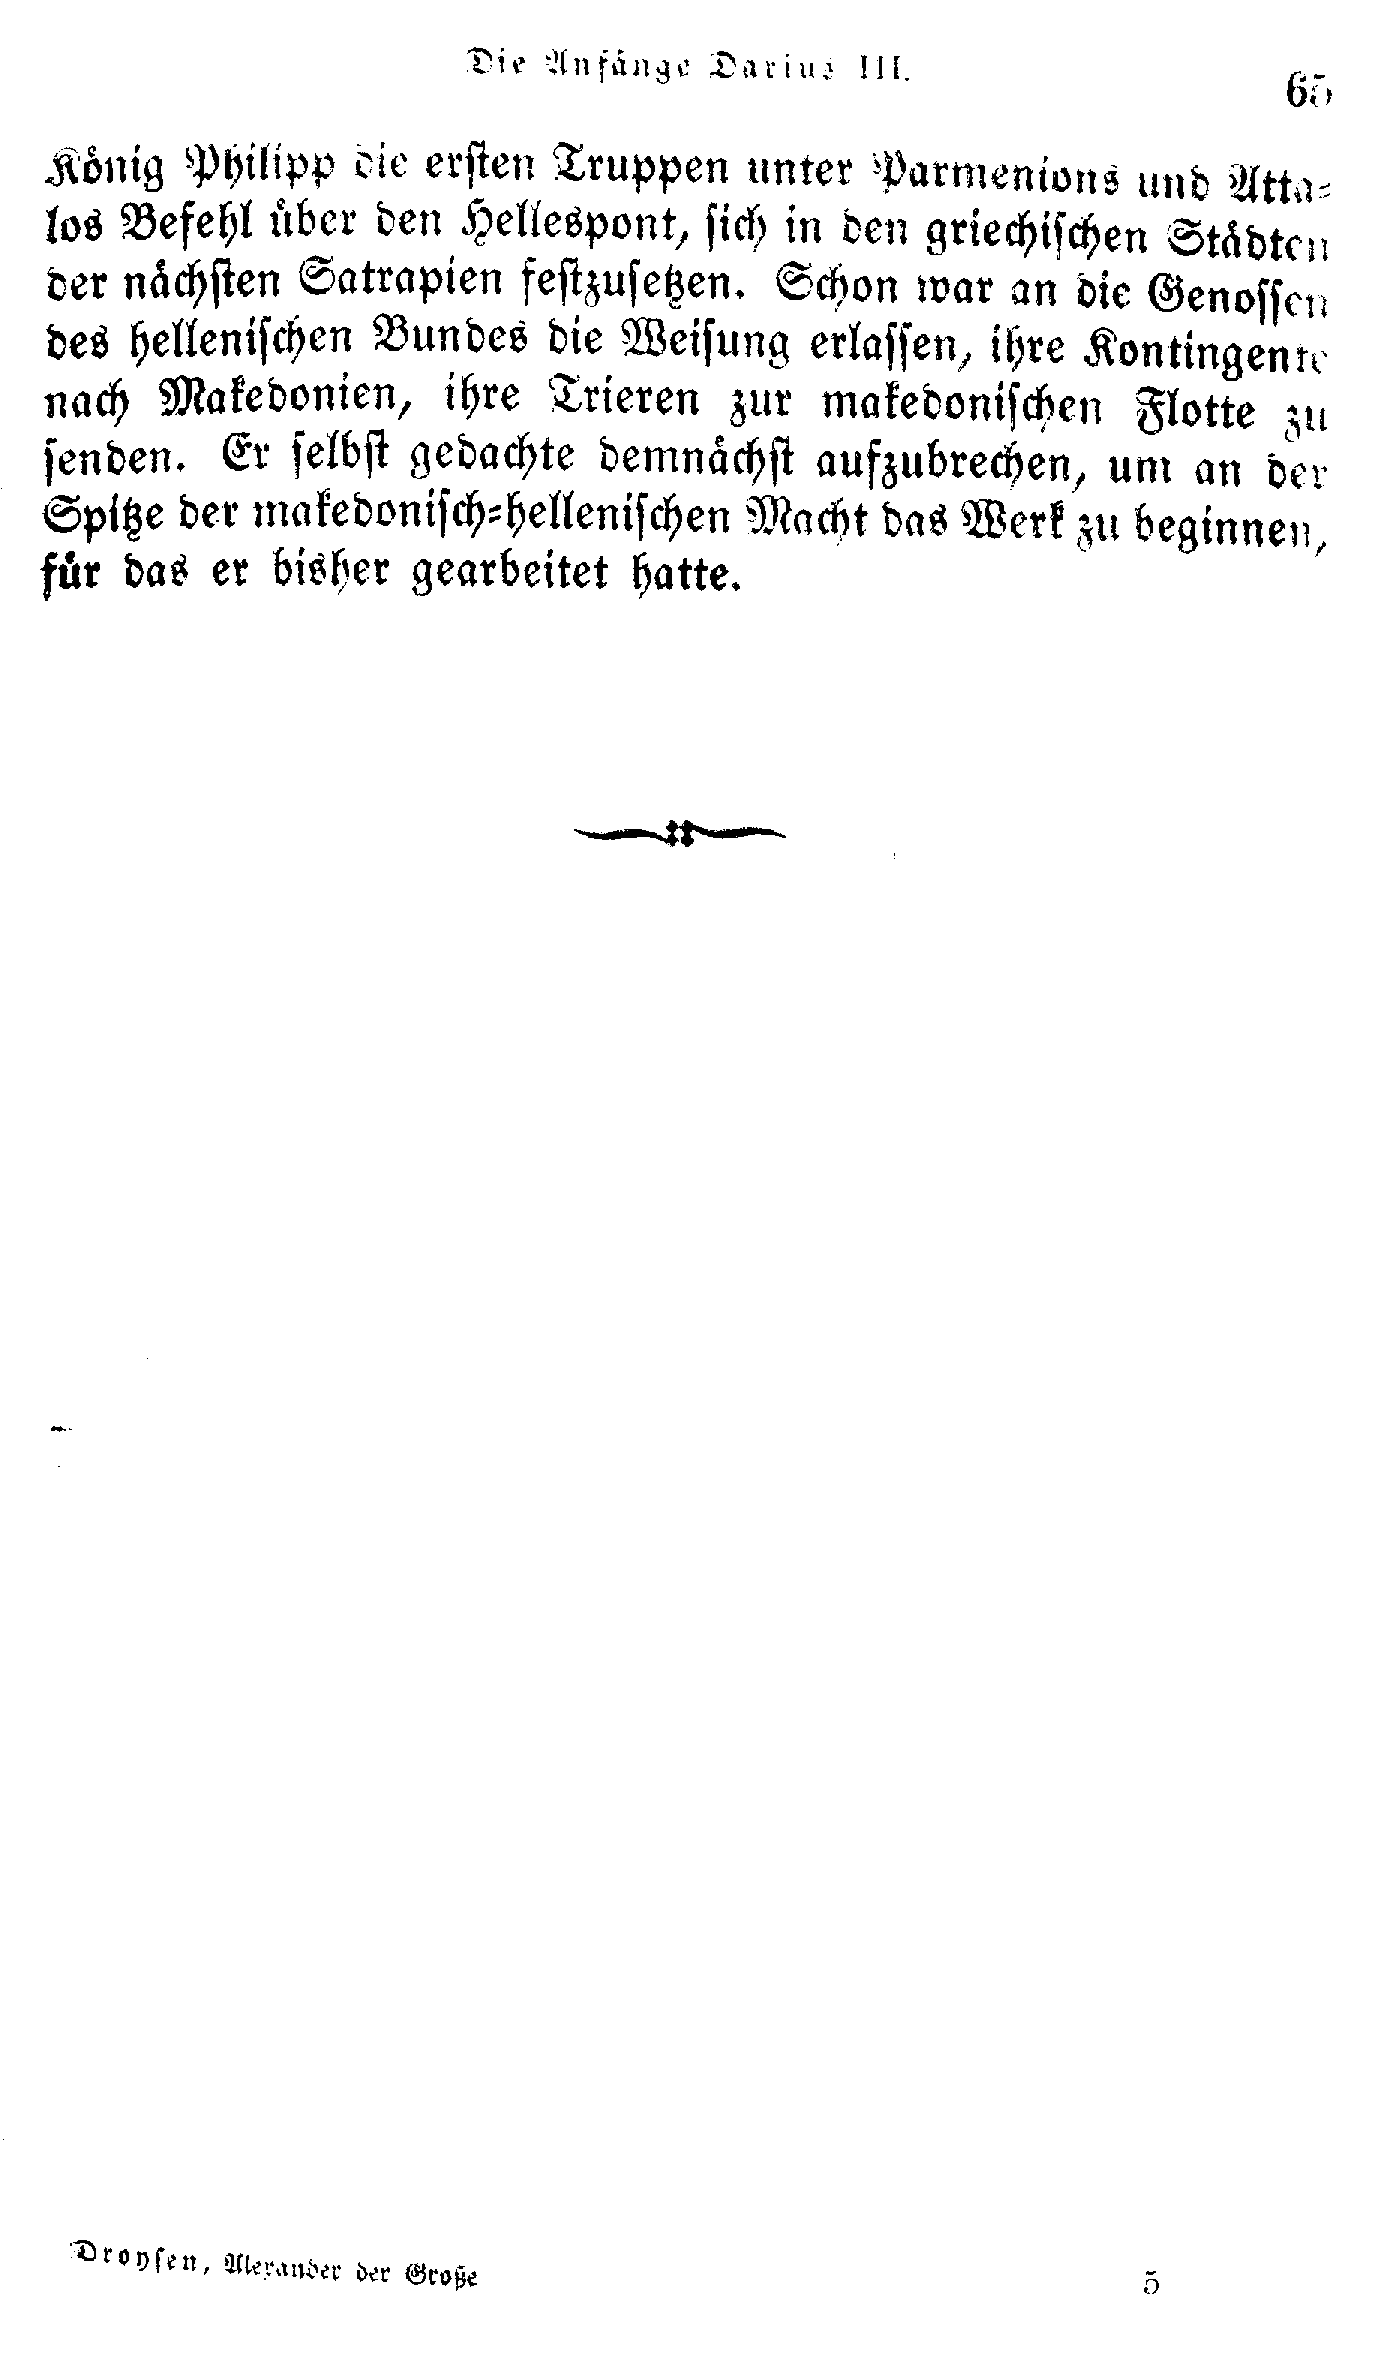 Die Anfänge Darius III.
65
König Philipp die ersten Truppen unter Parmenions und Atta-
los Befehl über den Hellespont, sich in den griechischen Städten
der nächsten Satrapien festzusetzen. Schon war an die Genossen
des hellenischen Bundes die Weisung erlassen, ihre Kontingente
nach Makedonien, ihre Trieren zur makedonischen Flotte zu
senden. Er selbst gedachte demnächst aufzubrechen, um an der
Spitze der makedonisch-hellenischen Macht das Werk zu beginnen,
für das er bisher gearbeitet hatte.
Droysen, Alexander der Große
5